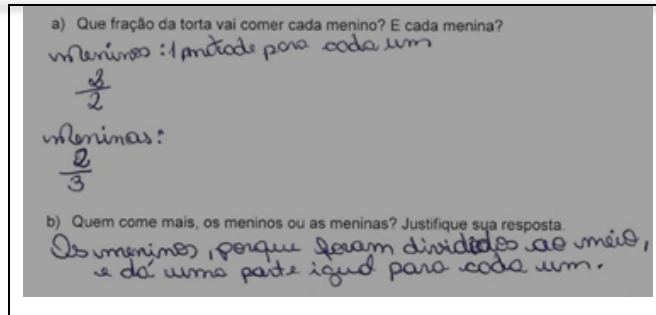 a) Que fração da torta vai comer cada menino? E cada menina?
Meninos: 1 metade para cada um
2
2
Meninas:
2
3
b) Quem come mais, os meninos ou as meninas? Justifique sua resposta.
Os meninos, porque foram divididos ao meio,
e dá uma parte igual para cada um.